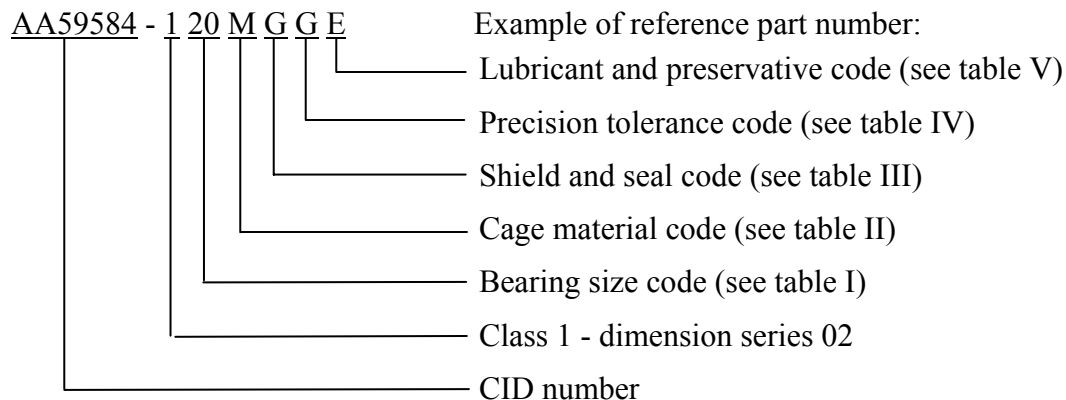 AA59584 - 1 20 M G G E Example of reference part number:
Lubricant and preservative code (see table V)
Precision tolerance code (see table IV)
Shield and seal code (see table III)
Cage material code (see table II)
Bearing size code (see table I)
Class 1 - dimension series 02
CID number